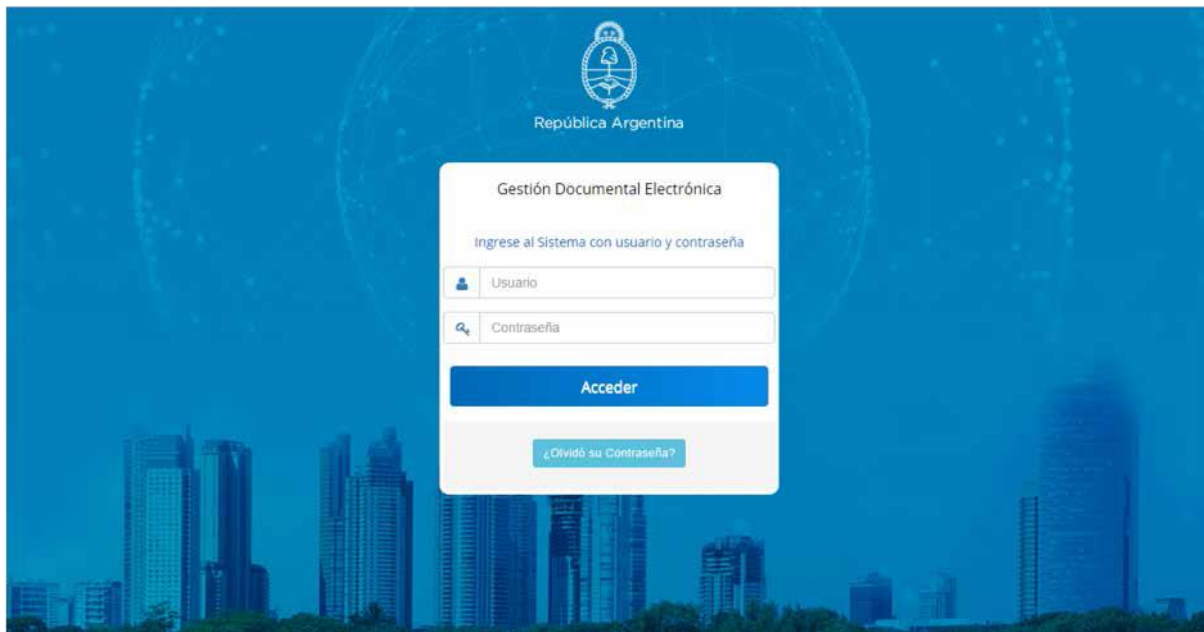 República Argentina
Gestión Documental Electrónica
Ingrese al Sistema con usuario y contraseña
Usuario
Contraseña
Acceder
¿Olvidó su Contraseña?